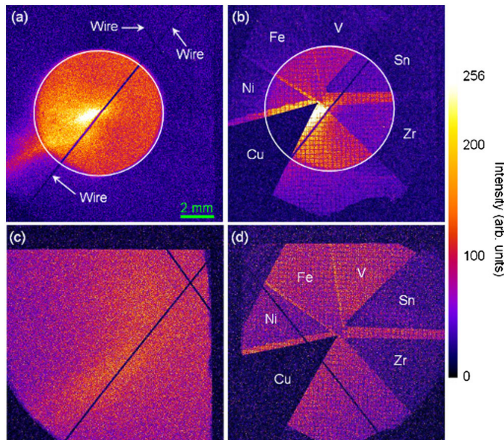 (a)
Wire
Wire
Wire
2 mm
(b)
V
Fe
Sn
Ni
Zr
Cu
256
200
100
0
Intensity (arb. units)
(c)
(d)
Fe
V
Sn
Ni
Zr
Cu